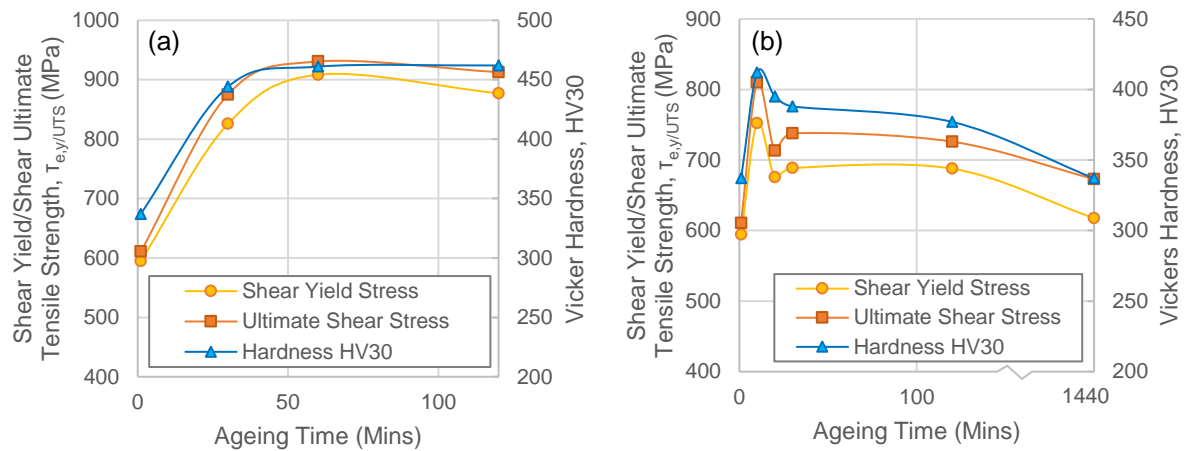 (a)
Shear Yield/Shear Ultimate
Tensile Strength, τe,y/UTS (MPa)
1000
900
800
700
600
500
400
500
450
400
350
300
250
200
Vicker Hardness, HV30
Shear Yield Stress
Ultimate Shear Stress
Hardness HV30
0
50
100
Ageing Time (Mins)
(b)
Shear Yield/Shear Ultimate
Tensile Strength, τe,y/UTS (MPa)
900
800
700
600
500
400
450
400
350
300
250
200
Vickers Hardness, HV30
Shear Yield Stress
Ultimate Shear Stress
Hardness HV30
0
100
1440
Ageing Time (Mins)